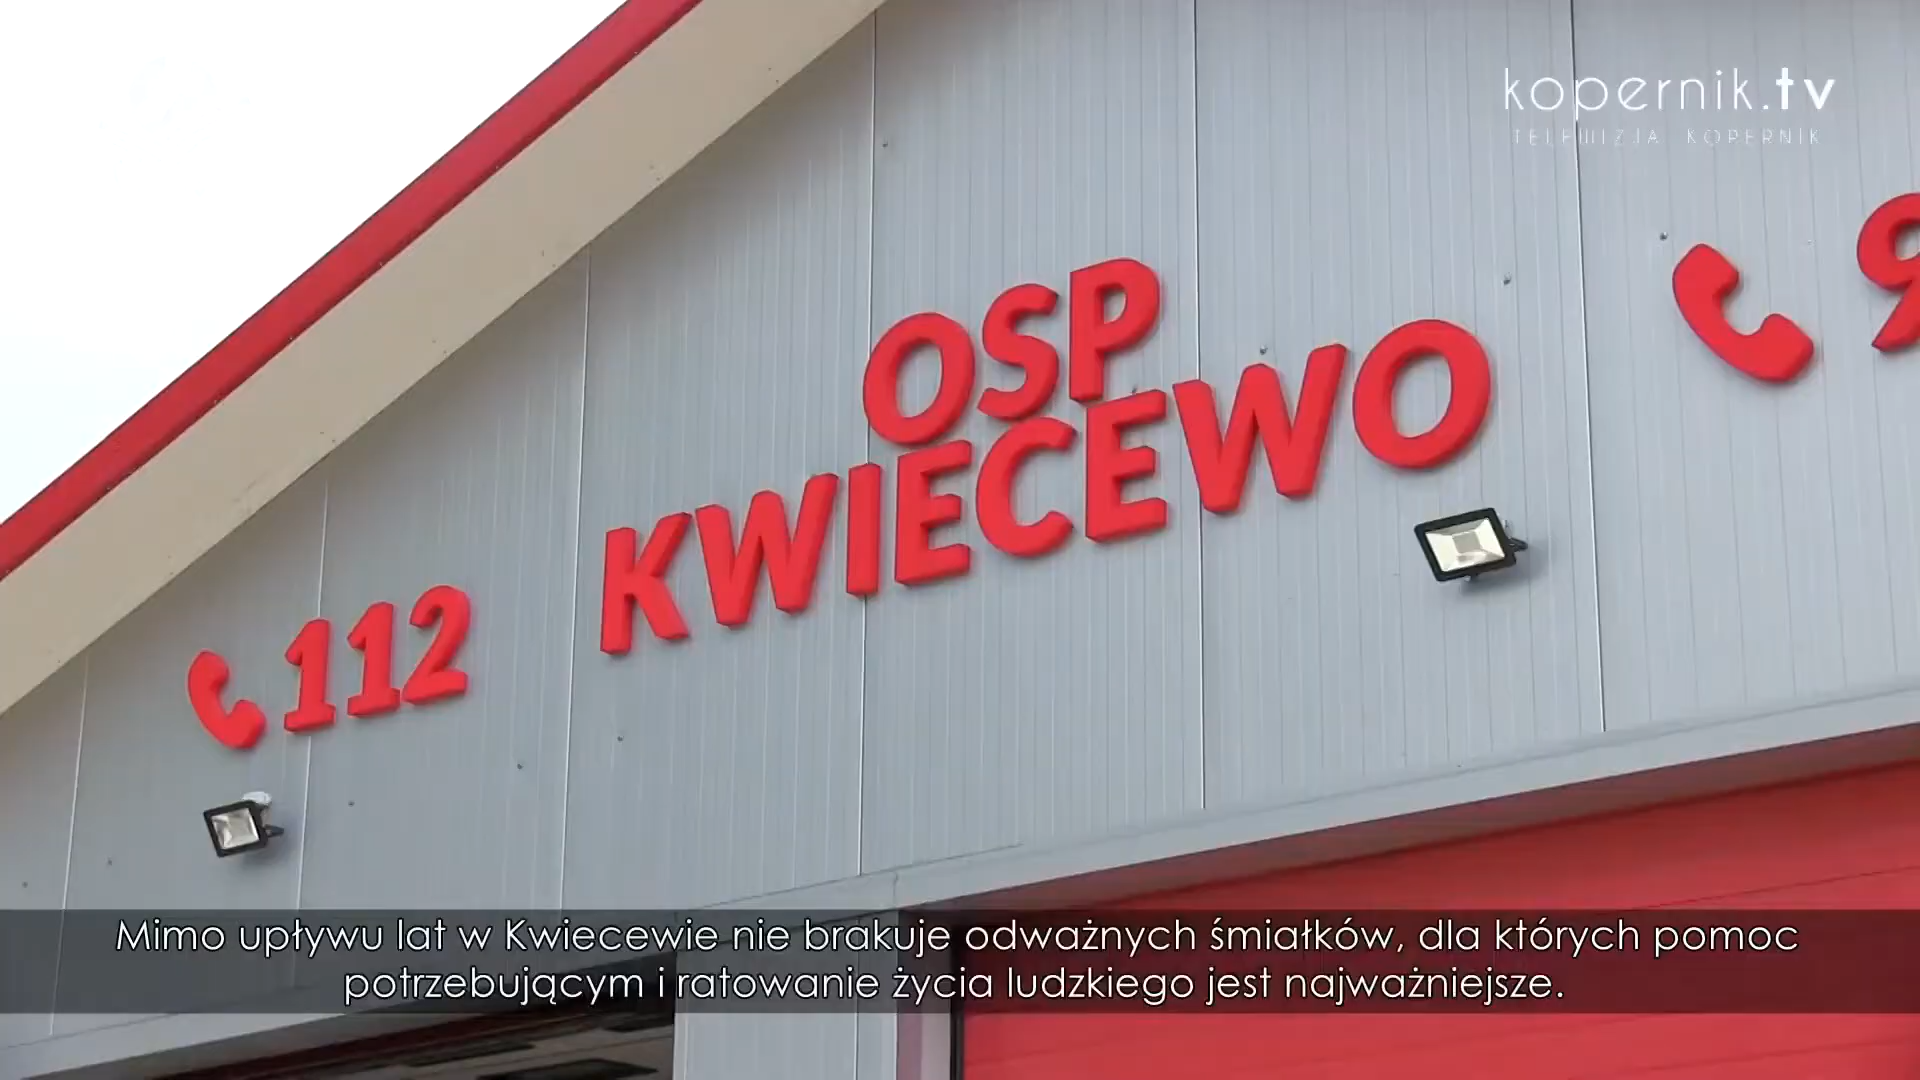 kopernik.tv
TELEWIZJA KOPERNIK
OSP
KWIECEWO
112
9
Mimo upływu lat w Kwiecewie nie brakuje odważnych śmiałków, dla których pomoc
potrzebującym i ratowanie życia ludzkiego jest najważniejsze.